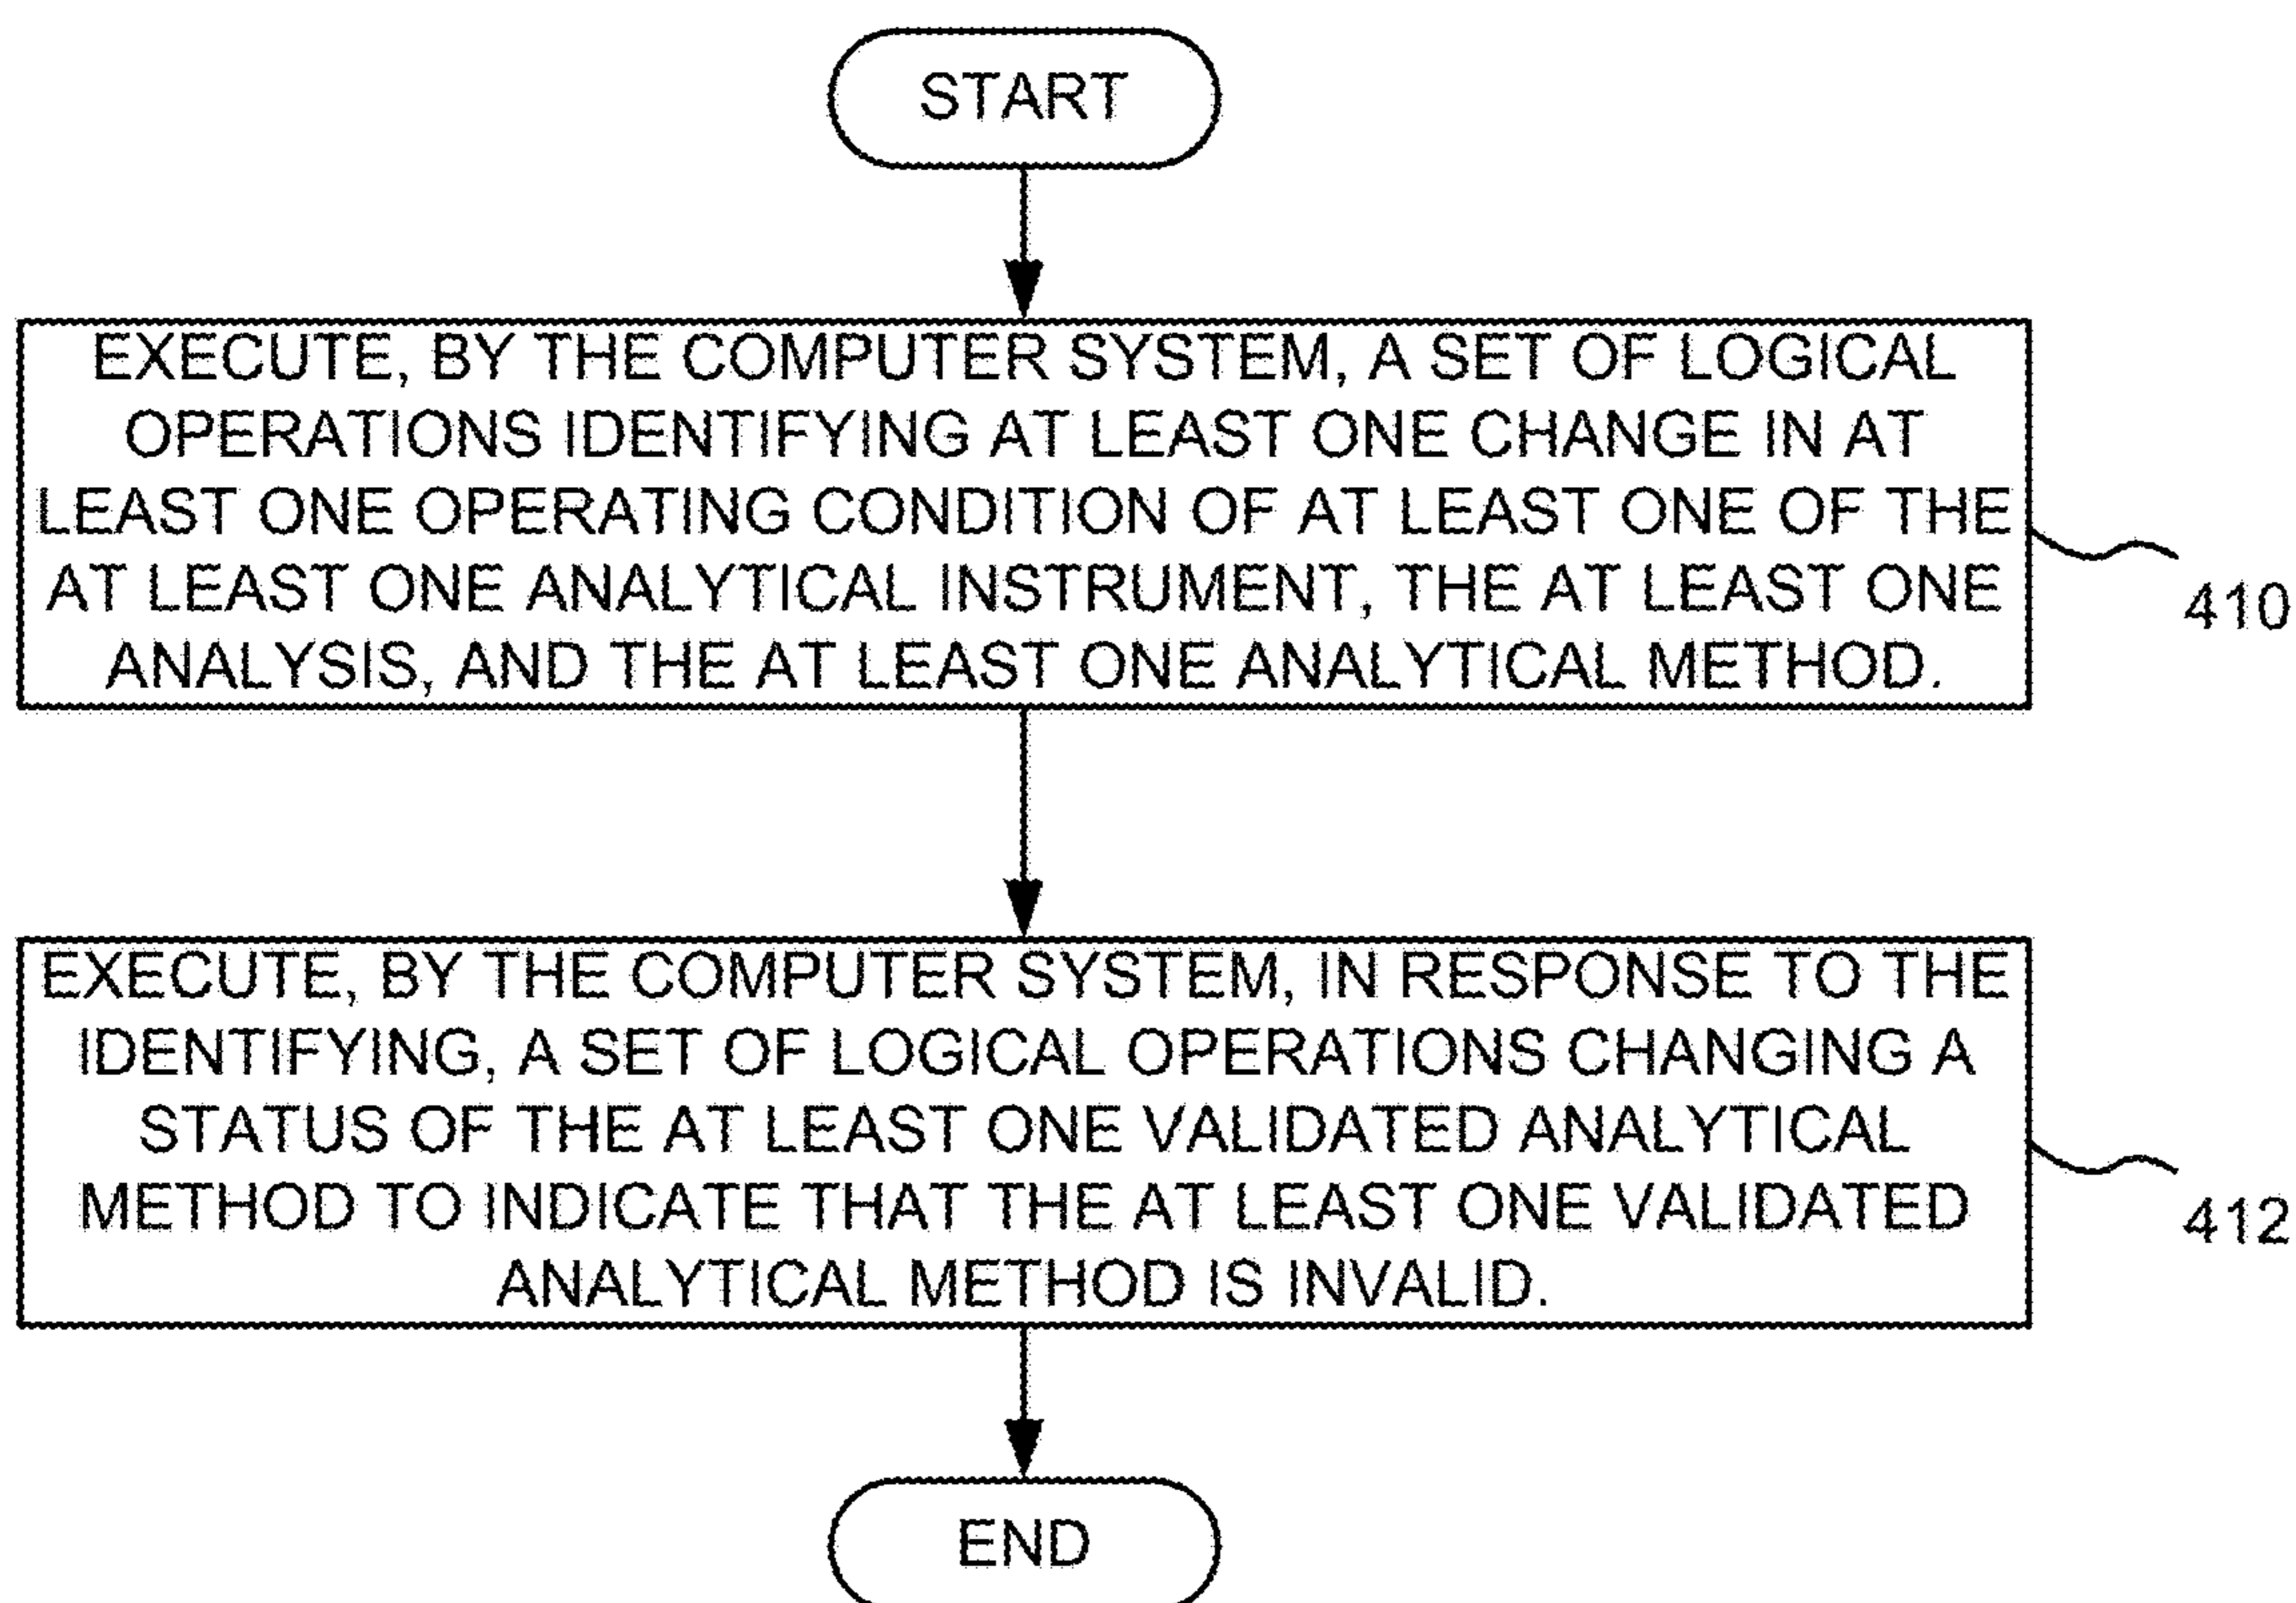 START
EXECUTE, BY THE COMPUTER SYSTEM, A SET OF LOGICAL
OPERATIONS IDENTIFYING AT LEAST ONE CHANGE IN AT
LEAST ONE OPERATING CONDITION OF AT LEAST ONE OF THE
AT LEAST ONE ANALYTICAL INSTRUMENT, THE AT LEAST ONE
ANALYSIS, AND THE AT LEAST ONE ANALYTICAL METHOD.
410
EXECUTE, BY THE COMPUTER SYSTEM, IN RESPONSE TO THE
IDENTIFYING, A SET OF LOGICAL OPERATIONS CHANGING A
STATUS OF THE AT LEAST ONE VALIDATED ANALYTICAL
METHOD TO INDICATE THAT THE AT LEAST ONE VALIDATED
ANALYTICAL METHOD IS INVALID.
412
END